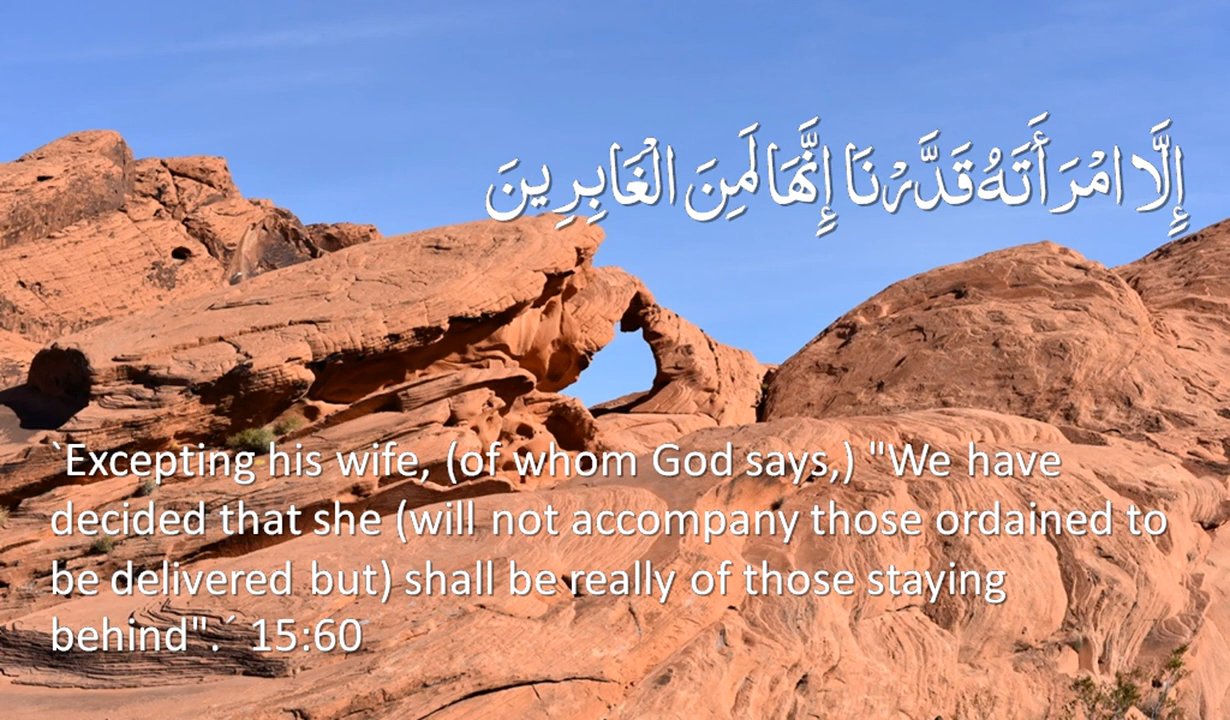 إِلَّا امْرَأَتَهُ قَدَّرْنَا إِنَّهَا لَمِنَ الْغَابِرِينَ
`Excepting his wife, (of whom God says,) "We have
decided that she (will not accompany those ordained to
be delivered but) shall be really of those staying
behind".´ 15:60